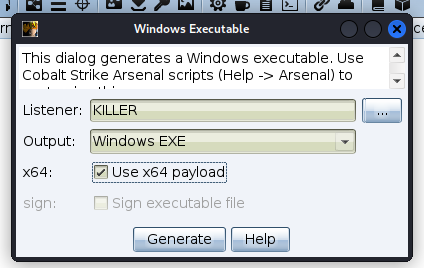 Windows Executable
This dialog generates a Windows executable. Use
Cobalt Strike Arsenal scripts (Help -> Arsenal) to
Listener: KILLER ...
Output: Windows EXE
x64: Use x64 payload
sign: Sign executable file
Generate Help